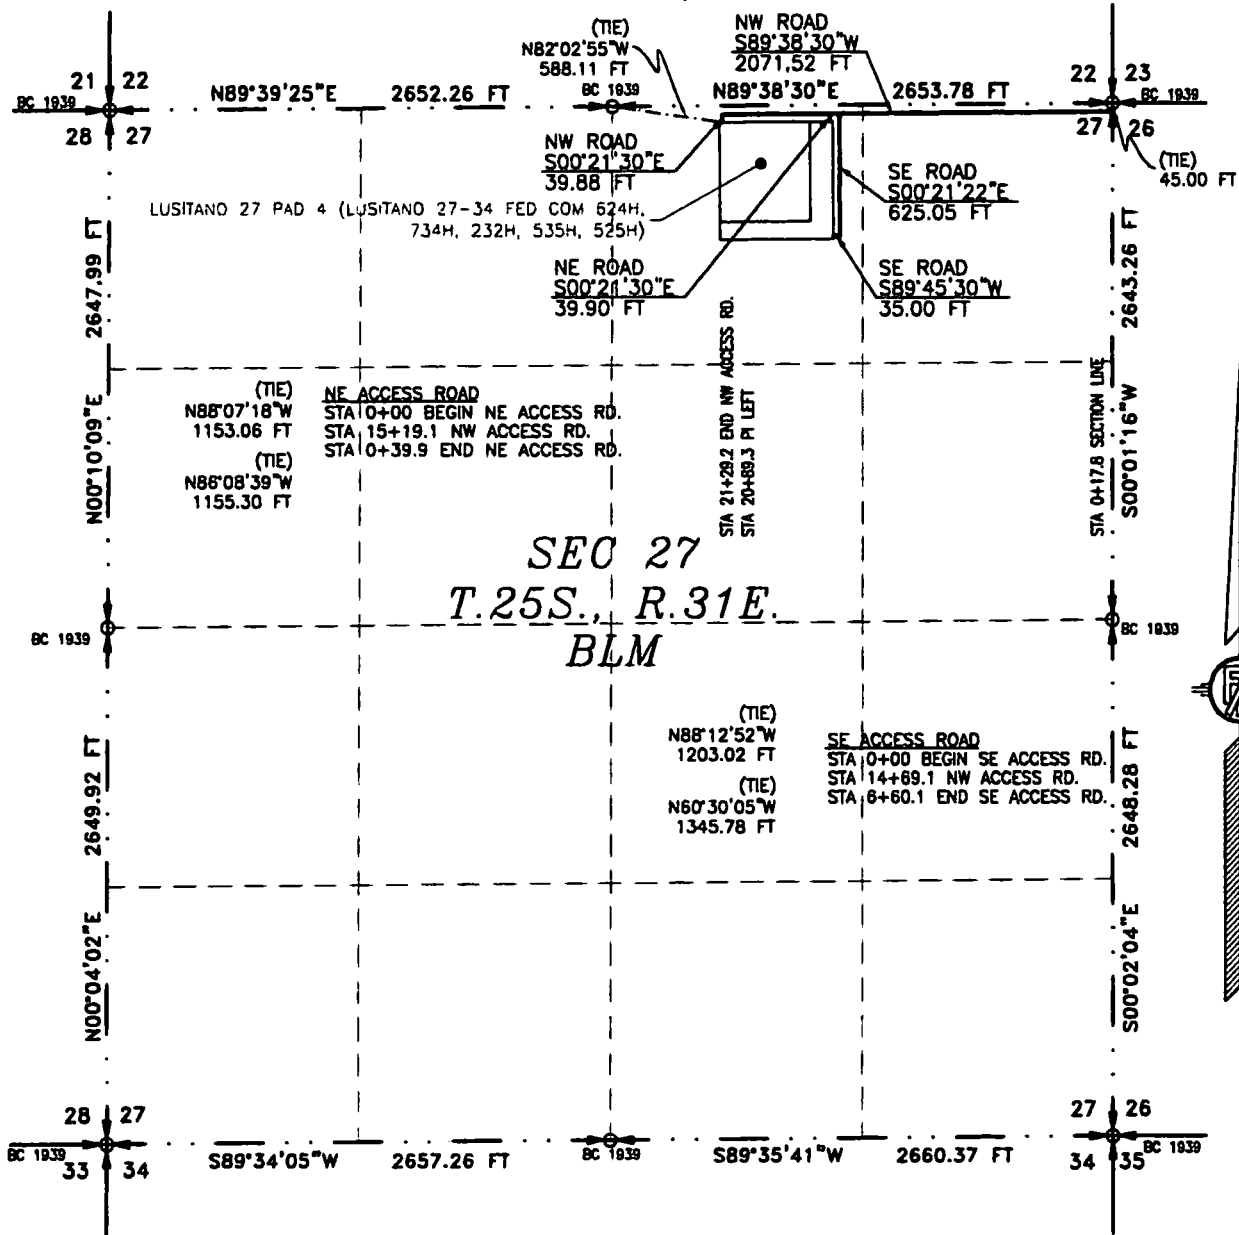 (TIE)
N82°02'55"W
588.11 FT
NW ROAD
S89°38'30"W
2071.52 FT
21 22
BC 1939
28 27
N89°39'25"E 2652.26 FT
BC 1939
N89°38'30"E 2653.78 FT
22 23
BC 1939
27 26
(TIE)
45.00 FT
NW ROAD
S00°21'30"E
39.88 FT
SE ROAD
S00°21'22"E
625.05 FT
LUSITANO 27 PAD 4 (LUSITANO 27-34 FED COM 624H,
734H, 232H, 535H, 525H)
NE ROAD
S00°21'30"E
39.90 FT
SE ROAD
S89°45'30"W
35.00 FT
N00°10'09"E 2647.99 FT
S00°01'16"W 2643.26 FT
STA 21+29.2 END NW ACCESS RD.
STA 20+89.3 PI LEFT
STA 0+17.8 SECTION LINE
(TIE)
N88°07'18"W
1153.06 FT
(TIE)
N86°08'39"W
1155.30 FT
NE ACCESS ROAD
STA 0+00 BEGIN NE ACCESS RD.
STA 15+19.1 NW ACCESS RD.
STA 0+39.9 END NE ACCESS RD.
SEC 27
T.25S., R.31E.
BLM
BC 1939
BC 1939
(TIE)
N88°12'52"W
1203.02 FT
(TIE)
N60°30'05"W
1345.78 FT
SE ACCESS ROAD
STA 0+00 BEGIN SE ACCESS RD.
STA 14+69.1 NW ACCESS RD.
STA 6+60.1 END SE ACCESS RD.
N00°04'02"E 2649.92 FT
S00°02'04"E 2648.28 FT
28 27
BC 1939
33 34
S89°34'05"W 2657.26 FT
BC 1939
S89°35'41"W 2660.37 FT
27 26
BC 1939
34 35